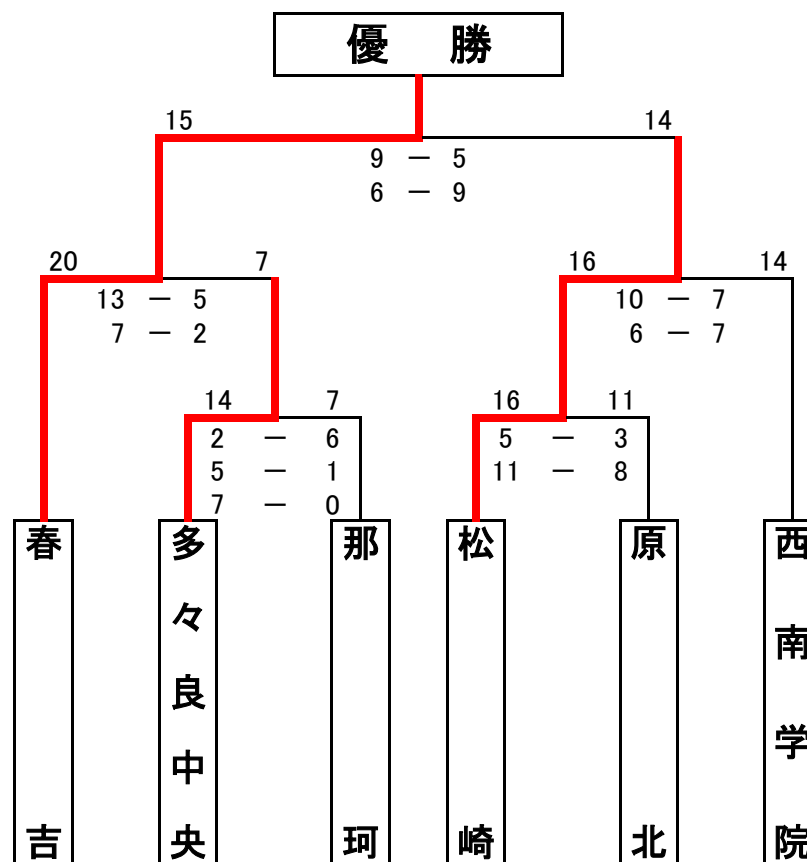 優　勝
15 14
9 － 5
6 － 9
20 7 16 14
13 － 5 10 － 7
7 － 2 6 － 7
14 7 16 11
2 － 6 5 － 3
5 － 1 11 － 8
7 － 0
春吉
多々良中央
那珂
松崎
原北
西南学院